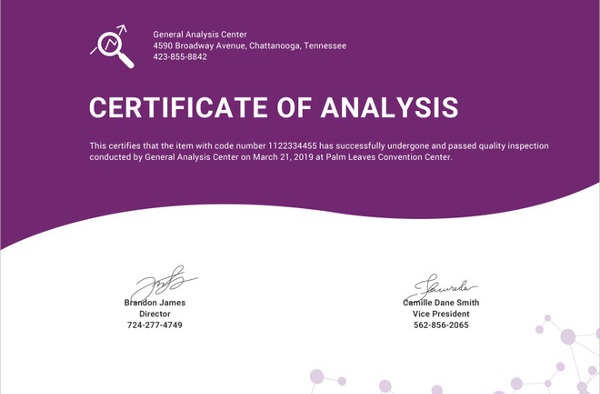 General Analysis Center
4590 Broadway Avenue, Chattanooga, Tennessee
423-855-8842
CERTIFICATE OF ANALYSIS
This certifies that the item with code number 1122334455 has successfully undergone and passed quality inspection
conducted by General Analysis Center on March 21, 2019 at Palm Leaves Convention Center.
Brandon James
Director
724-277-4749
Camille Dane Smith
Vice President
562-856-2065